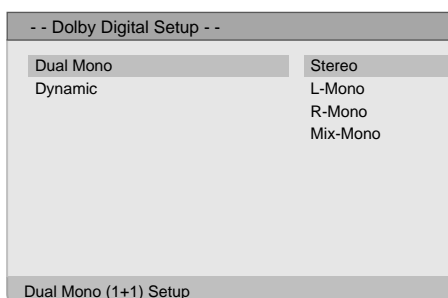 - - Dolby Digital Setup - -
Dual Mono Stereo
Dynamic L-Mono
R-Mono
Mix-Mono
Dual Mono (1+1) Setup